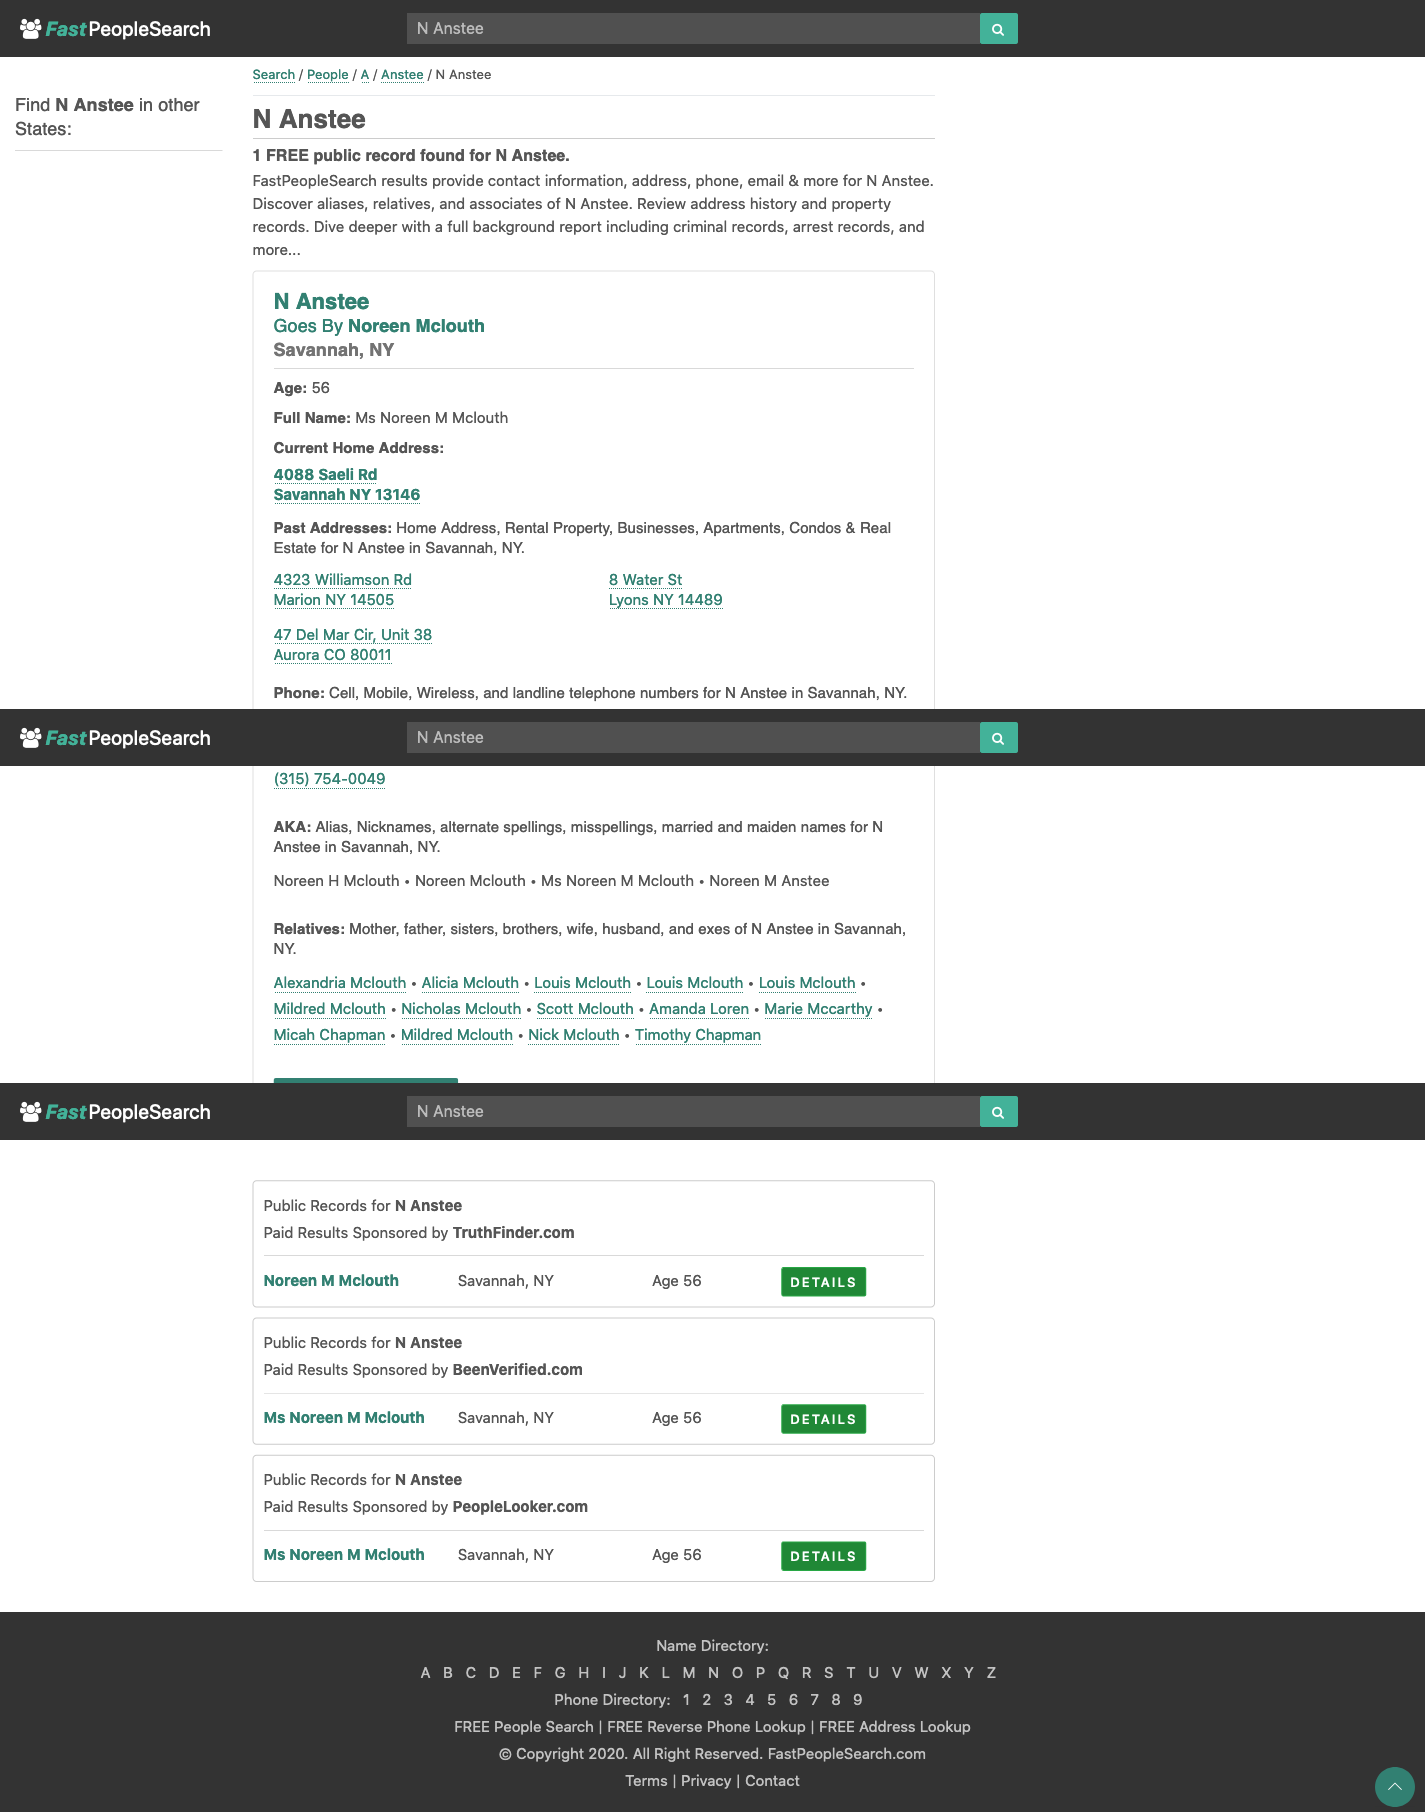 FastPeopleSearch
N Anstee
Search / People / A / Anstee / N Anstee
Find N Anstee in other
States:
N Anstee
1 FREE public record found for N Anstee.
FastPeopleSearch results provide contact information, address, phone, email & more for N Anstee.
Discover aliases, relatives, and associates of N Anstee. Review address history and property
records. Dive deeper with a full background report including criminal records, arrest records, and
more...
N Anstee
Goes By Noreen Mclouth
Savannah, NY
Age: 56
Full Name: Ms Noreen M Mclouth
Current Home Address:
4088 Saeli Rd
Savannah NY 13146
Past Addresses: Home Address, Rental Property, Businesses, Apartments, Condos & Real
Estate for N Anstee in Savannah, NY.
4323 Williamson Rd
Marion NY 14505
8 Water St
Lyons NY 14489
47 Del Mar Cir, Unit 38
Aurora CO 80011
Phone: Cell, Mobile, Wireless, and landline telephone numbers for N Anstee in Savannah, NY.
FastPeopleSearch
N Anstee
(315) 754-0049
AKA: Alias, Nicknames, alternate spellings, misspellings, married and maiden names for N
Anstee in Savannah, NY.
Noreen H Mclouth • Noreen Mclouth • Ms Noreen M Mclouth • Noreen M Anstee
Relatives: Mother, father, sisters, brothers, wife, husband, and exes of N Anstee in Savannah,
NY.
Alexandria Mclouth • Alicia Mclouth • Louis Mclouth • Louis Mclouth • Louis Mclouth •
Mildred Mclouth • Nicholas Mclouth • Scott Mclouth • Amanda Loren • Marie Mccarthy •
Micah Chapman • Mildred Mclouth • Nick Mclouth • Timothy Chapman
FastPeopleSearch
N Anstee
Public Records for N Anstee
Paid Results Sponsored by TruthFinder.com
Noreen M Mclouth Savannah, NY Age 56 DETAILS
Public Records for N Anstee
Paid Results Sponsored by BeenVerified.com
Ms Noreen M Mclouth Savannah, NY Age 56 DETAILS
Public Records for N Anstee
Paid Results Sponsored by PeopleLooker.com
Ms Noreen M Mclouth Savannah, NY Age 56 DETAILS
Name Directory:
A B C D E F G H I J K L M N O P Q R S T U V W X Y Z
Phone Directory: 1 2 3 4 5 6 7 8 9
FREE People Search | FREE Reverse Phone Lookup | FREE Address Lookup
© Copyright 2020. All Right Reserved. FastPeopleSearch.com
Terms | Privacy | Contact